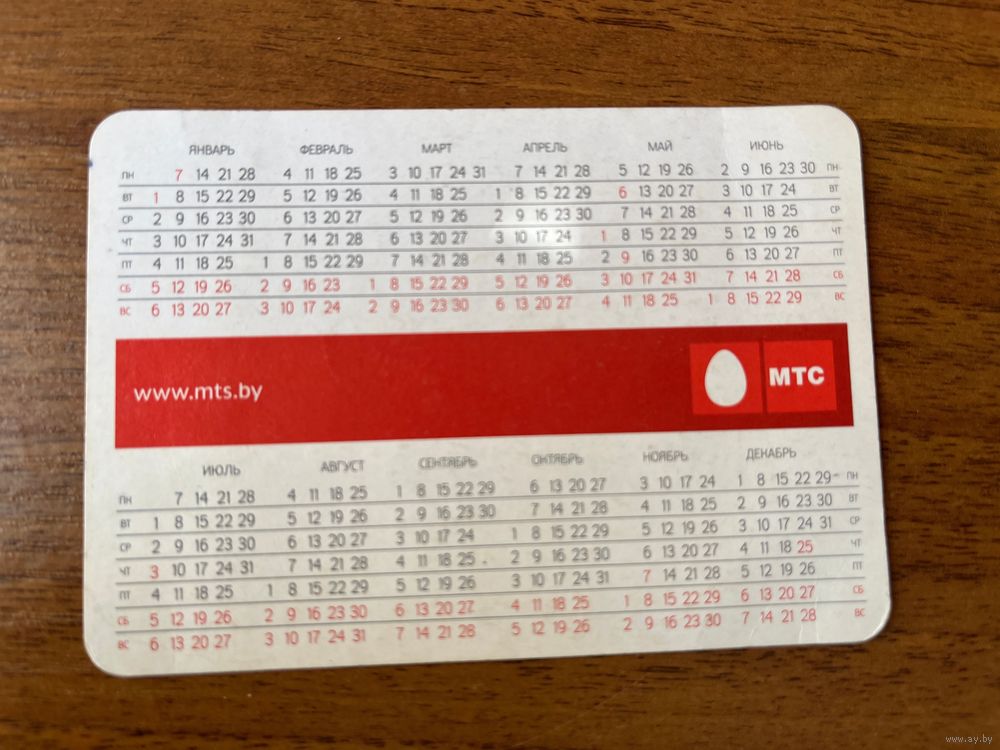 ЯНВАРЬ ФЕВРАЛЬ МАРТ АПРЕЛЬ МАЙ ИЮНЬ
ПН 7 14 21 28 4 11 18 25 3 10 17 24 31 7 14 21 28 5 12 19 26 2 9 16 23 30 ПН
ВТ 1 8 15 22 29 5 12 19 26 4 11 18 25 1 8 15 22 29 6 13 20 27 3 10 17 24 ВТ
СР 2 9 16 23 30 6 13 20 27 5 12 19 26 2 9 16 23 30 7 14 21 28 4 11 18 25 СР
ЧТ 3 10 17 24 31 7 14 21 28 6 13 20 27 3 10 17 24 1 8 15 22 29 5 12 19 26 ЧТ
ПТ 4 11 18 25 1 8 15 22 29 7 14 21 28 4 11 18 25 2 9 16 23 30 6 13 20 27 ПТ
СБ 5 12 19 26 2 9 16 23 1 8 15 22 29 5 12 19 26 3 10 17 24 31 7 14 21 28 СБ
ВС 6 13 20 27 3 10 17 24 2 9 16 23 30 6 13 20 27 4 11 18 25 1 8 15 22 29 ВС
www.mts.by
МТС
ИЮЛЬ АВГУСТ СЕНТЯБРЬ ОКТЯБРЬ НОЯБРЬ ДЕКАБРЬ
ПН 7 14 21 28 4 11 18 25 1 8 15 22 29 6 13 20 27 3 10 17 24 1 8 15 22 29 ПН
ВТ 1 8 15 22 29 5 12 19 26 2 9 16 23 30 7 14 21 28 4 11 18 25 2 9 16 23 30 ВТ
СР 2 9 16 23 30 6 13 20 27 3 10 17 24 1 8 15 22 29 5 12 19 26 3 10 17 24 31 СР
ЧТ 3 10 17 24 31 7 14 21 28 4 11 18 25 2 9 16 23 30 6 13 20 27 4 11 18 25 ЧТ
ПТ 4 11 18 25 1 8 15 22 29 5 12 19 26 3 10 17 24 31 7 14 21 28 5 12 19 26 ПТ
СБ 5 12 19 26 2 9 16 23 30 6 13 20 27 4 11 18 25 1 8 15 22 29 6 13 20 27 СБ
ВС 6 13 20 27 3 10 17 24 31 7 14 21 28 5 12 19 26 2 9 16 23 30 7 14 21 28 ВС
www.ay.by